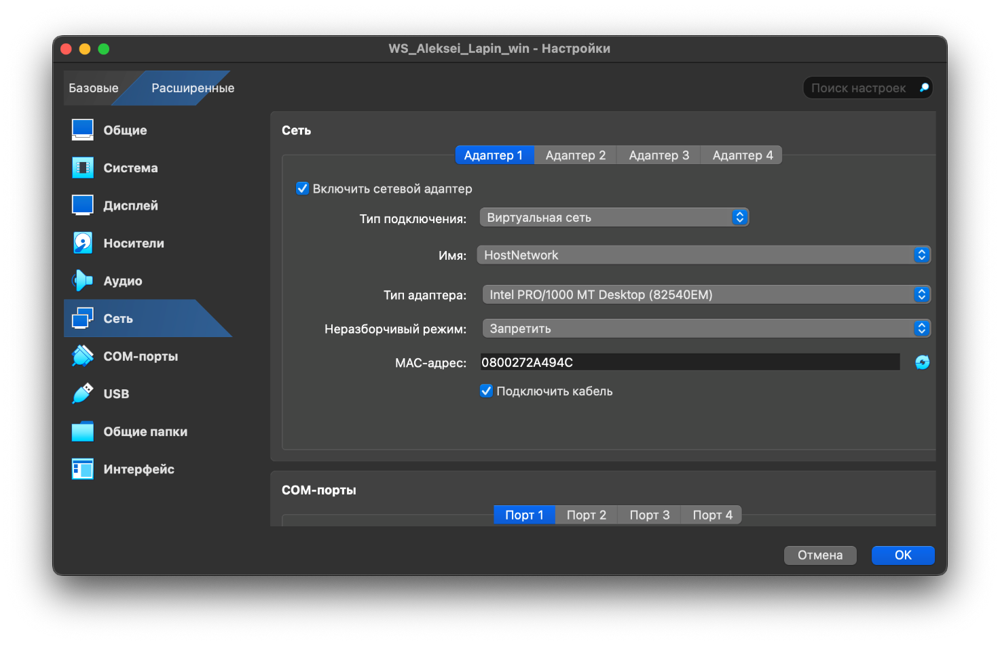 WS_Aleksei_Lapin_win - Настройки
Базовые
Расширенные
Поиск настроек
Общие
Система
Дисплей
Носители
Аудио
Сеть
COM-порты
USB
Общие папки
Интерфейс
Сеть
Адаптер 1
Адаптер 2
Адаптер 3
Адаптер 4
Включить сетевой адаптер
Тип подключения:
Виртуальная сеть
Имя:
HostNetwork
Тип адаптера:
Intel PRO/1000 MT Desktop (82540EM)
Неразборчивый режим:
Запретить
MAC-адрес:
0800272A494C
Подключить кабель
COM-порты
Порт 1
Порт 2
Порт 3
Порт 4
Отмена
OK